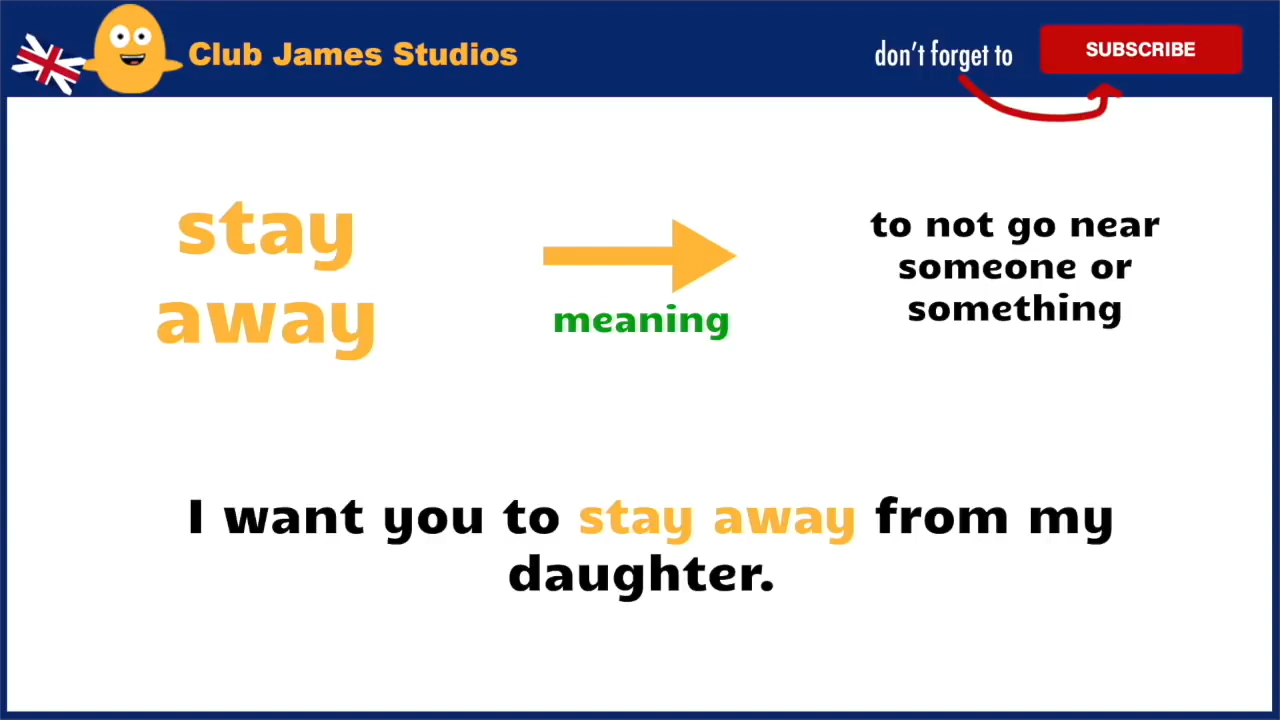 Club James Studios
don't forget to
SUBSCRIBE
stay
away
meaning
to not go near
someone or
something
I want you to stay away from my
daughter.